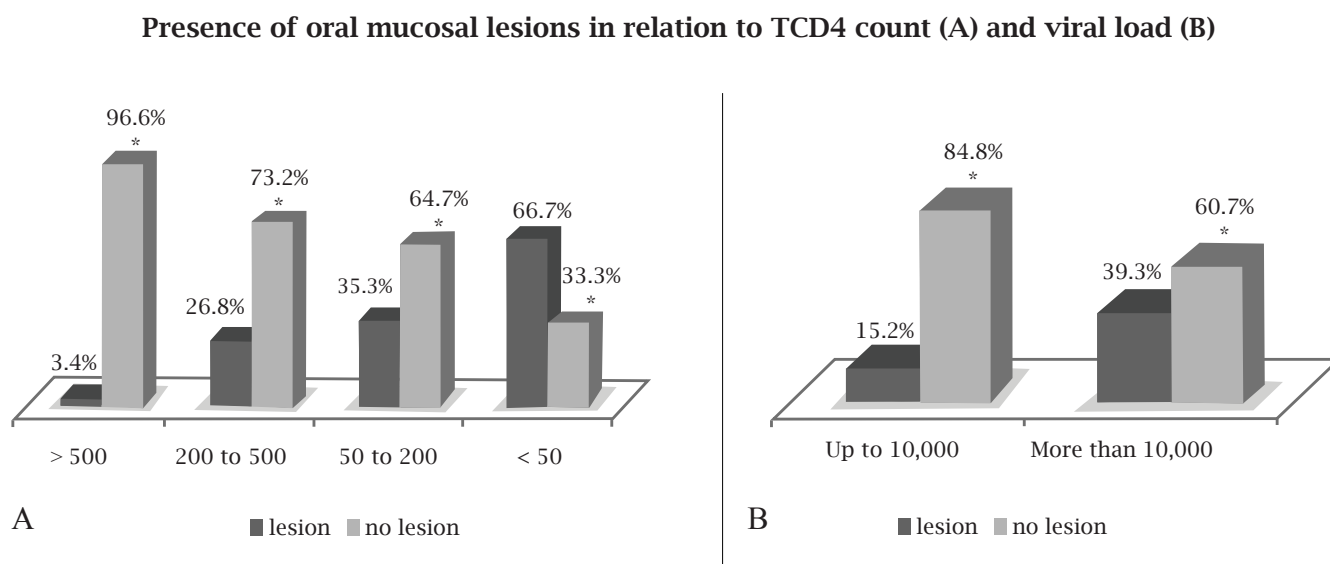 Presence of oral mucosal lesions in relation to TCD4 count (A) and viral load (B)
96.6%
*
3.4%
73.2%
*
26.8%
64.7%
*
35.3%
66.7%
33.3%
*
> 500
200 to 500
50 to 200
< 50
A
lesion
no lesion
84.8%
*
15.2%
60.7%
*
39.3%
Up to 10,000
More than 10,000
B
lesion
no lesion